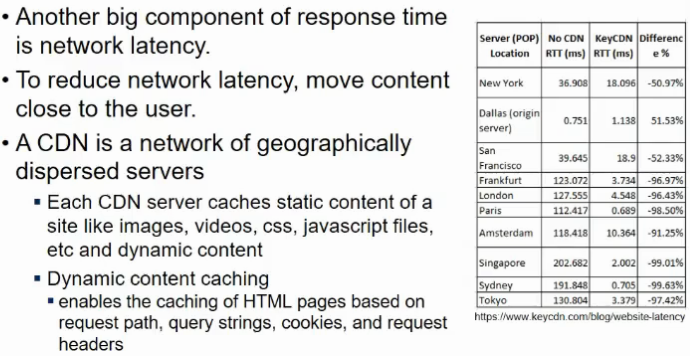 • Another big component of response time
is network latency.
• To reduce network latency, move content
close to the user.
• A CDN is a network of geographically
dispersed servers
▪ Each CDN server caches static content of a
site like images, videos, css, javascript files,
etc and dynamic content
▪ Dynamic content caching
▪ enables the caching of HTML pages based on
request path, query strings, cookies, and request
headers
Server (POP) No CDN KeyCDN Differenc
Location RTT (ms) RTT (ms) e %
New York 36.908 18.096 -50.97%
Dallas (origin
server) 0.751 1.138 51.53%
San
Francisco 39.645 18.9 -52.33%
Frankfurt 123.072 3.734 -96.97%
London 127.555 4.548 -96.43%
Paris 112.417 0.689 -98.50%
Amsterdam 118.418 10.364 -91.25%
Singapore 202.682 2.002 -99.01%
Sydney 191.848 0.705 -99.63%
Tokyo 130.804 3.379 -97.42%
https://www.keycdn.com/blog/website-latency